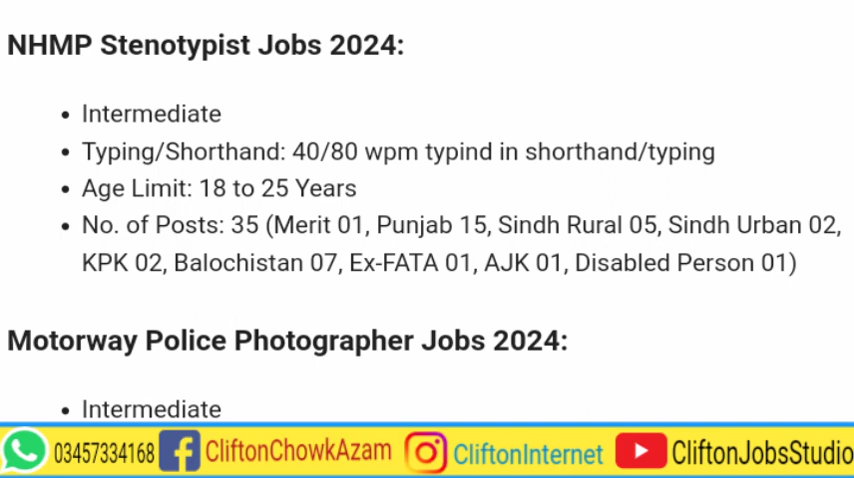 NHMP Stenotypist Jobs 2024:
Intermediate
Typing/Shorthand: 40/80 wpm typind in shorthand/typing
Age Limit: 18 to 25 Years
No. of Posts: 35 (Merit 01, Punjab 15, Sindh Rural 05, Sindh Urban 02,
KPK 02, Balochistan 07, Ex-FATA 01, AJK 01, Disabled Person 01)
Motorway Police Photographer Jobs 2024:
Intermediate
03457334168 CliftonChowkAzam CliftonInternet CliftonJobsStudio